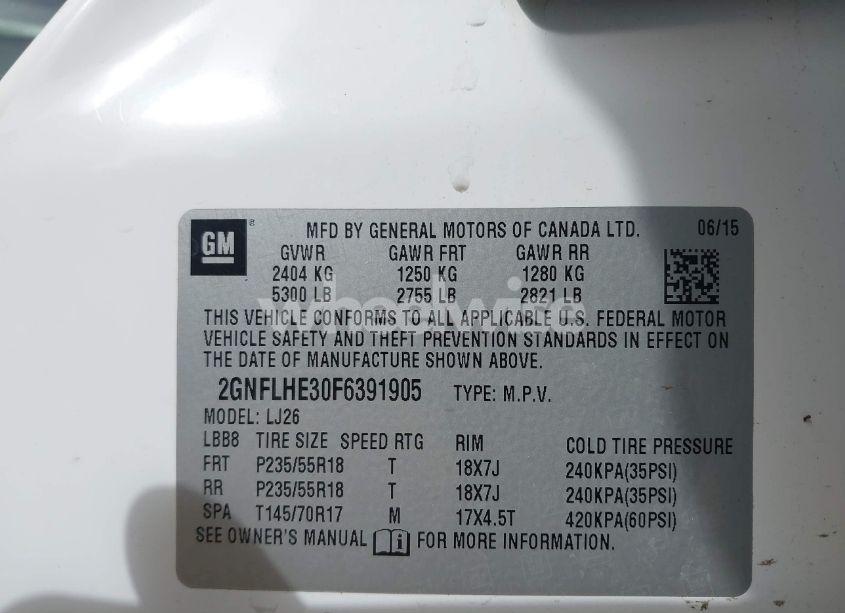 GM ® MFD BY GENERAL MOTORS OF CANADA LTD. 06/15
GVWR GAWR FRT GAWR RR
2404 KG 1250 KG 1280 KG
5300 LB 2755 LB 2821 LB
wheelwise
THIS VEHICLE CONFORMS TO ALL APPLICABLE U.S. FEDERAL MOTOR
VEHICLE SAFETY AND THEFT PREVENTION STANDARDS IN EFFECT ON
THE DATE OF MANUFACTURE SHOWN ABOVE.
2GNFLHE30F6391905 TYPE: M.P.V.
MODEL: LJ26
LBB8 TIRE SIZE SPEED RTG RIM COLD TIRE PRESSURE
FRT P235/55R18 T 18X7J 240KPA(35PSI)
RR P235/55R18 T 18X7J 240KPA(35PSI)
SPA T145/70R17 M 17X4.5T 420KPA(60PSI)
SEE OWNER'S MANUAL FOR MORE INFORMATION.